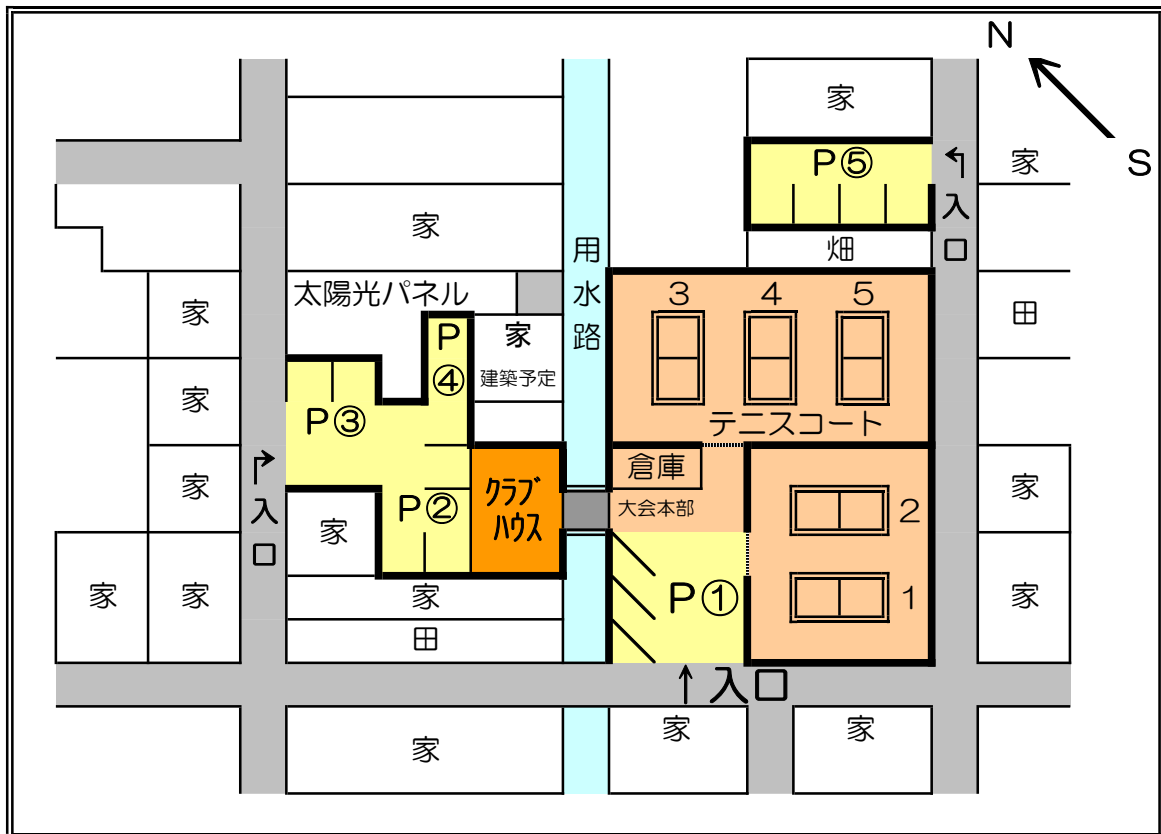 N
S
家
P⑤
家
入
口
家
用
水
路
畑
太陽光パネル
3 4 5
家
田
P
④
家
建築予定
家
テニスコート
P③
倉庫
家
クラブ
ハウス
大会本部
2
家
入
口
家
P②
P①
1
家
家
家
家
田
入口
家
家
家